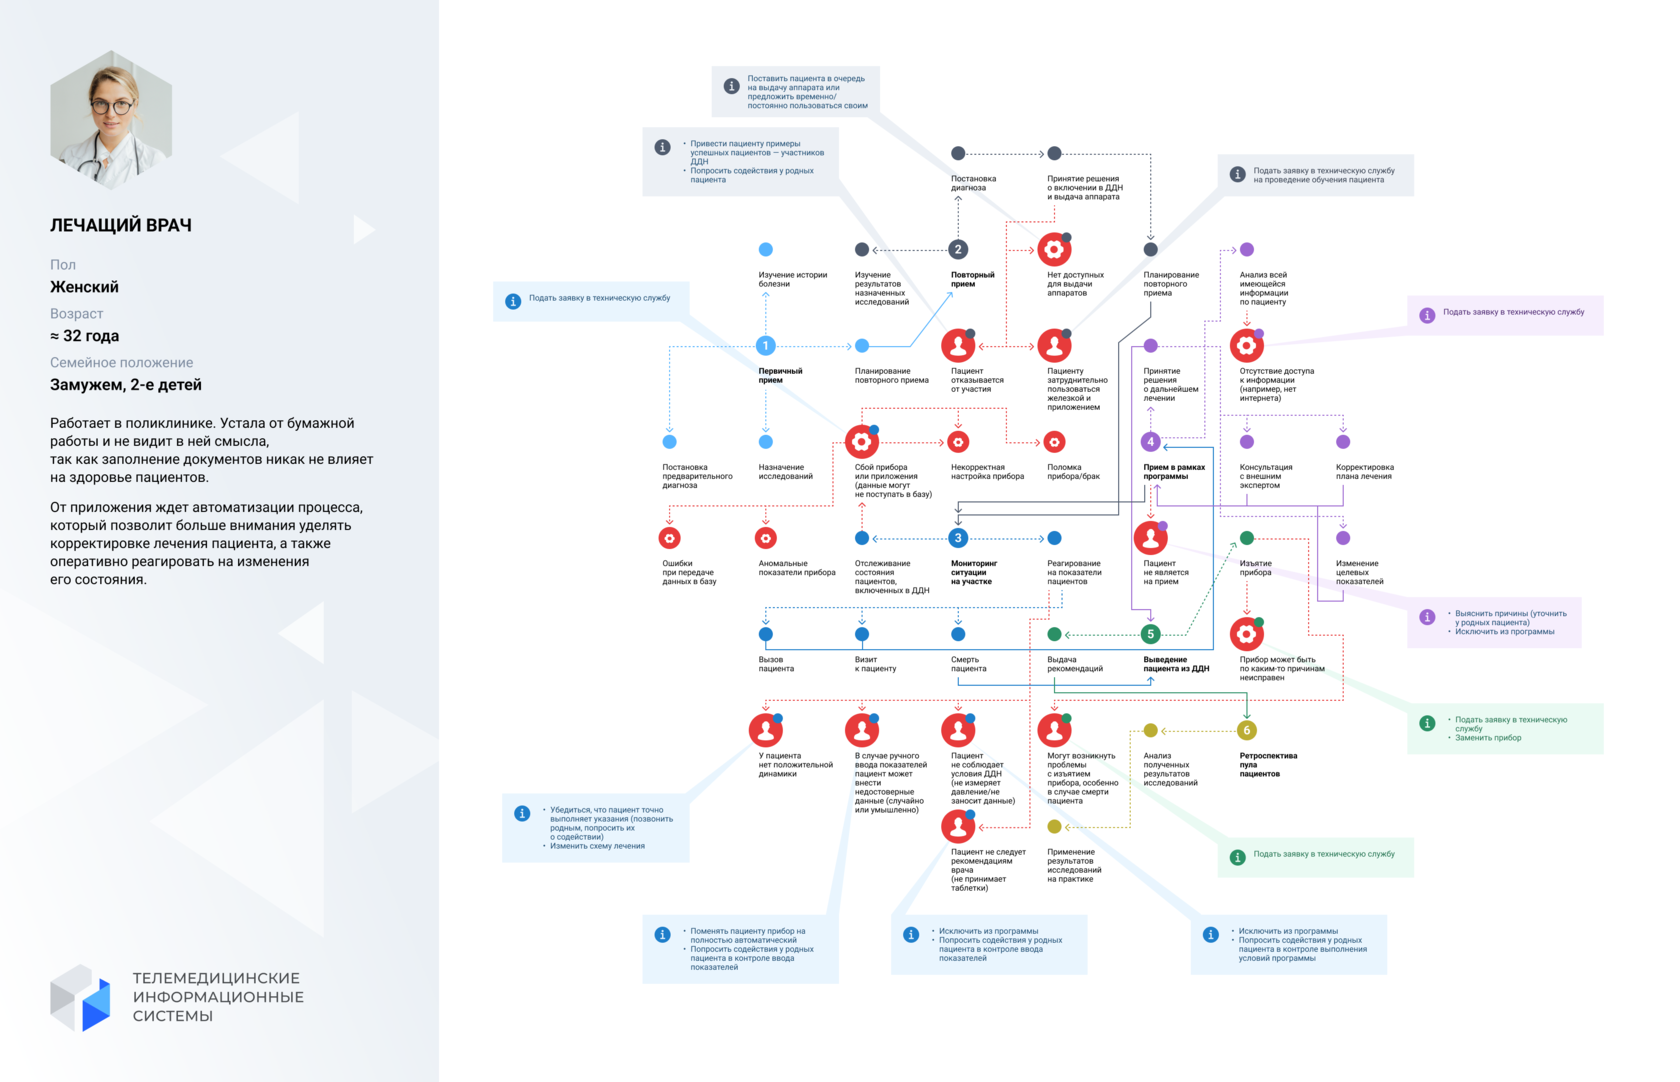 ЛЕЧАЩИЙ ВРАЧ
Пол
Женский
Возраст
≈ 32 года
Семейное положение
Замужем, 2-е детей
Работает в поликлинике. Устала от бумажной
работы и не видит в ней смысла,
так как заполнение документов никак не влияет
на здоровье пациентов.
От приложения ждет автоматизации процесса,
который позволит больше внимания уделять
корректировке лечения пациента, а также
оперативно реагировать на изменения
его состояния.
ТЕЛЕМЕДИЦИНСКИЕ
ИНФОРМАЦИОННЫЕ
СИСТЕМЫ
Поставить пациента в очередь
на выдачу аппарата или
предложить временно/
постоянно пользоваться своим
• Привести пациенту примеры
успешных пациентов — участников
ДДН
• Попросить содействия у родных
пациента
Постановка
диагноза
Принятие решения
о включении в ДДН
и выдача аппарата
Подать заявку в техническую службу
на проведение обучения пациента
Изучение истории
болезни
Изучение
результатов
назначенных
исследований
2
Повторный
прием
Нет доступных
для выдачи
аппаратов
Планирование
повторного
приема
Анализ всей
имеющейся
информации
по пациенту
Подать заявку в техническую службу
Подать заявку в техническую службу
1
Первичный
прием
Планирование
повторного приема
Пациент
отказывается
от участия
Пациенту
затруднительно
пользоваться
железкой и
приложением
Принятие
решения
о дальнейшем
лечении
Отсутствие доступа
к информации
(например, нет
интернета)
Постановка
предварительного
диагноза
Назначение
исследований
Сбой прибора
или приложения
(данные могут
не поступать в базу)
Некорректная
настройка прибора
Поломка
прибора/брак
4
Прием в рамках
программы
Консультация
с внешним
экспертом
Корректировка
плана лечения
Ошибки
при передаче
данных в базу
Аномальные
показатели прибора
Отслеживание
состояния
пациентов,
включенных в ДДН
3
Мониторинг
ситуации
на участке
Реагирование
на показатели
пациентов
Пациент
не является
на прием
Изъятие
прибора
Изменение
целевых
показателей
• Выяснить причины (уточнить
у родных пациента)
• Исключить из программы
Вызов
пациента
Визит
к пациенту
Смерть
пациента
Выдача
рекомендаций
5
Выведение
пациента из ДДН
Прибор может быть
по каким-то причинам
неисправен
• Подать заявку в техническую
службу
• Заменить прибор
У пациента
нет положительной
динамики
В случае ручного
ввода показателей
пациент может
внести
недостоверные
данные (случайно
или умышленно)
Пациент
не соблюдает
условия ДДН
(не измеряет
давление/не
заносит данные)
Могут возникнуть
проблемы
с изъятием
прибора, особенно
в случае смерти
пациента
Анализ
полученных
результатов
исследований
6
Ретроспектива
пула
пациентов
• Убедиться, что пациент точно
выполняет указания (позвонить
родным, попросить их
о содействии)
• Изменить схему лечения
Пациент не следует
рекомендациям
врача
(не принимает
таблетки)
Применение
результатов
исследований
на практике
Подать заявку в техническую службу
• Поменять пациенту прибор на
полностью автоматический
• Попросить содействия у родных
пациента в контроле ввода
показателей
• Исключить из программы
• Попросить содействия у родных
пациента в контроле ввода
показателей
• Исключить из программы
• Попросить содействия у родных
пациента в контроле выполнения
условий программы